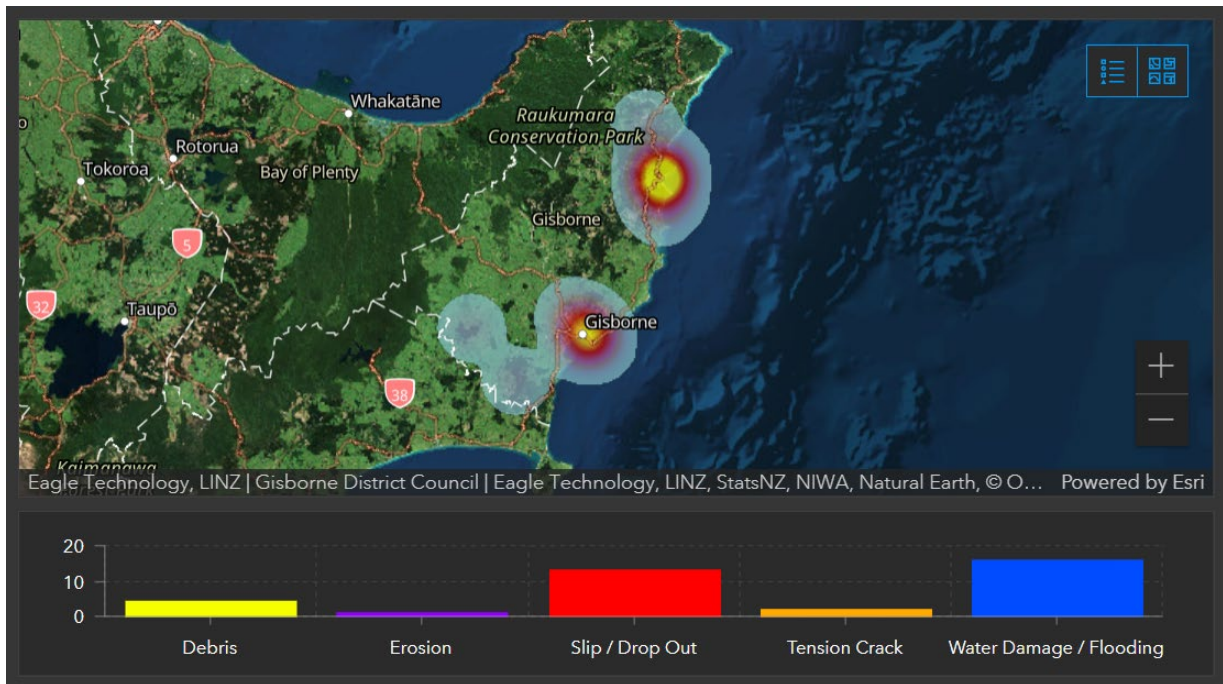 Whakatāne
Raukumara
Conservation Park
Rotorua
Tokoroa
Bay of Plenty
Gisborne
5
32
Taupō
Gisborne
38
Kaimanawa
Eagle Technology, LINZ | Gisborne District Council | Eagle Technology, LINZ, StatsNZ, NIWA, Natural Earth, © O… Powered by Esri
20
10
0
Debris Erosion Slip / Drop Out Tension Crack Water Damage / Flooding